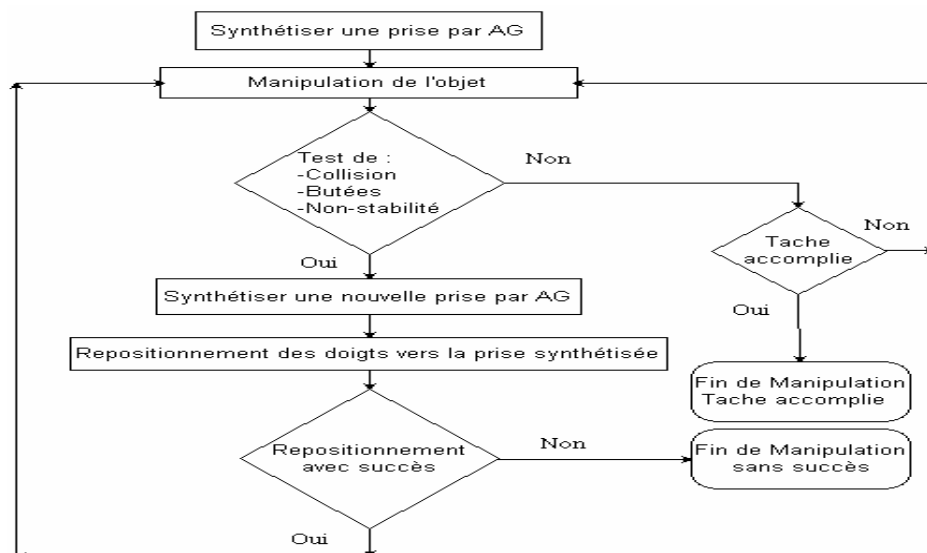 Synthétiser une prise par AG
Manipulation de l'objet
Test de :
-Collision
-Butées
-Non-stabilité
Non
Oui
Tache
accomplie
Non
Oui
Synthétiser une nouvelle prise par AG
Repositionnement des doigts vers la prise synthétisée
Fin de Manipulation
Tache accomplie
Repositionnement
avec succès
Non
Fin de Manipulation
sans succès
Oui